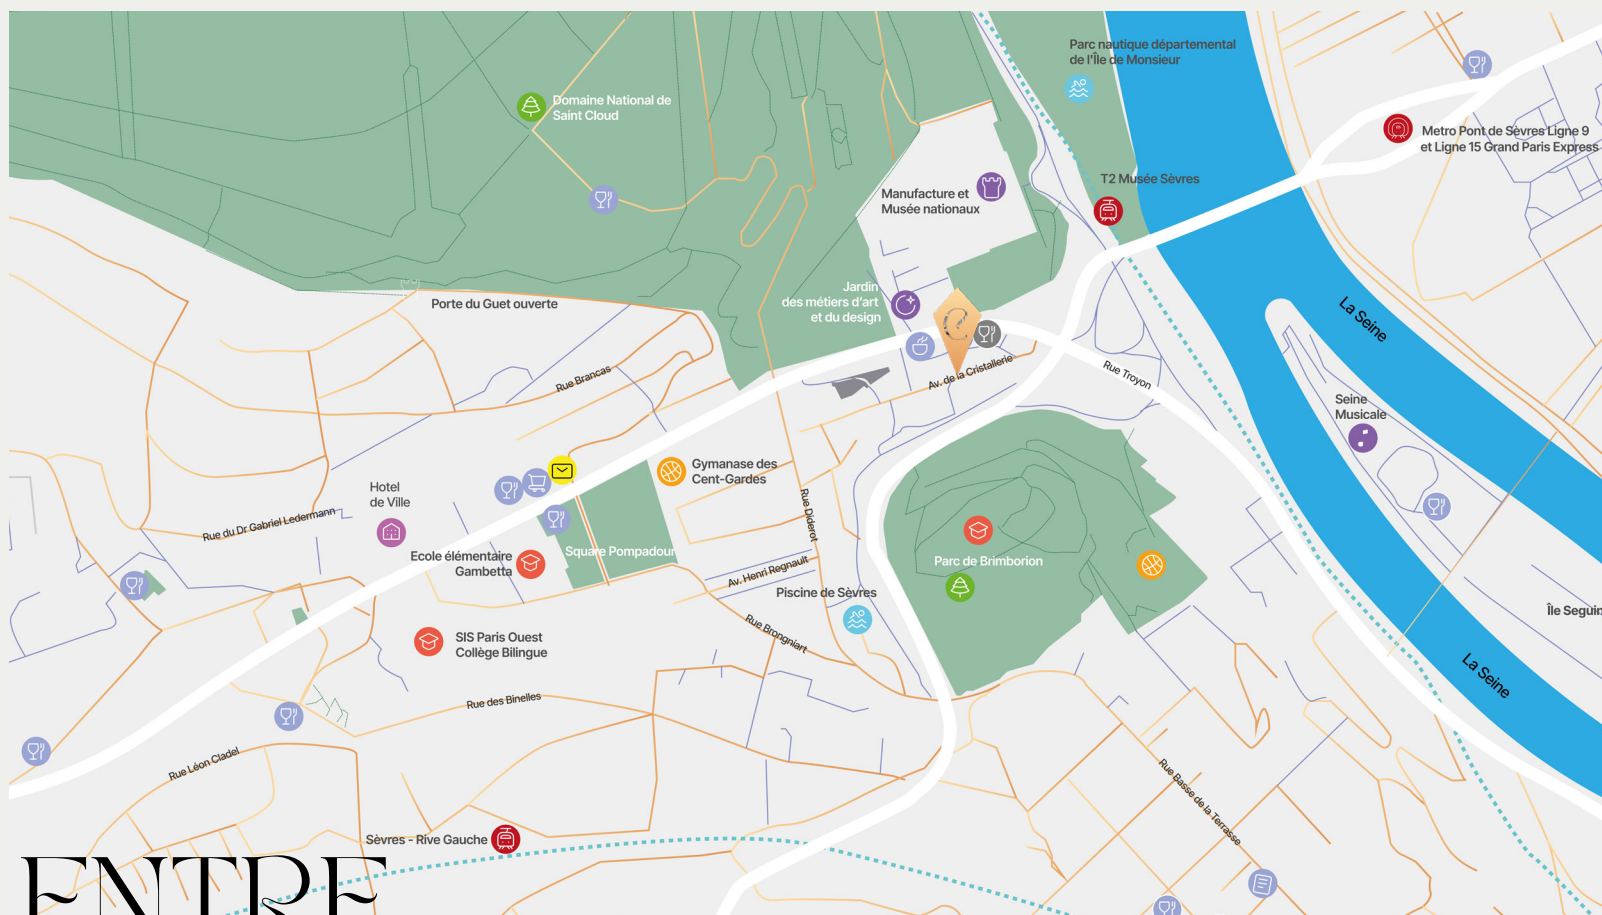 Parc nautique départemental
de l'Île de Monsieur
Domaine National de
Saint Cloud
Metro Pont de Sèvres Ligne 9
et Ligne 15 Grand Paris Express
T2 Musée Sèvres
Manufacture et
Musée nationaux
Jardin
des métiers d'art
et du design
Porte du Guet ouverte
La Seine
Rue Brancas
Av. de la Cristallerie
Rue Troyon
Seine
Musicale
Gymanase des
Cent-Gardes
Hotel
de Ville
Rue du Dr Gabriel Ledermann
Rue Diderot
Ecole élémentaire
Gambetta
Square Pompadour
Av. Henri Regnault
Parc de Brimborion
Piscine de Sèvres
Île Seguin
Rue Brongniart
SIS Paris Ouest
Collège Bilingue
La Seine
Rue des Binelles
Rue Léon Cladel
Rue Basse de la Terrasse
Sèvres - Rive Gauche
ENTRE